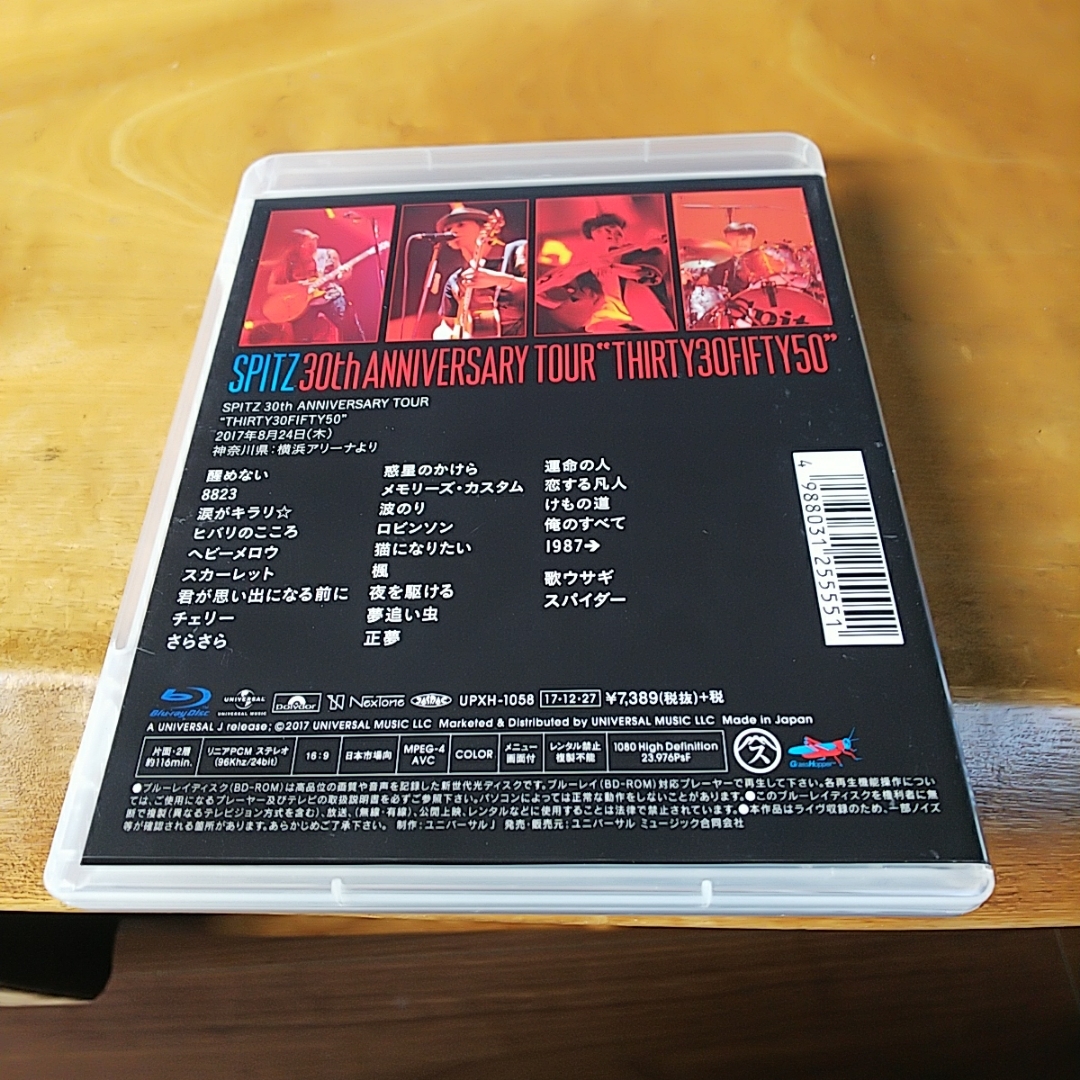 Spit
SPITZ 30th ANNIVERSARY TOUR "THIRTY30FIFTY50"
SPITZ 30th ANNIVERSARY TOUR
"THIRTY30FIFTY50"
2017年8月24日(木)
神奈川県:横浜アリーナより
醒めない
8823
涙がキラリ☆
ヒバリのこころ
ヘビーメロウ
スカーレット
君が思い出になる前に
チェリー
さらさら
惑星のかけら
メモリーズ・カスタム
波のり
ロビンソン
猫になりたい
楓
夜を駆ける
夢追い虫
正夢
運命の人
恋する凡人
けもの道
俺のすべて
1987→
歌ウサギ
スパイダー
4 988031 255551
Blu-ray Disc
UNIVERSAL
UNIVERSAL MUSIC
Polydor
NexTone
UPXH-1058
17・12・27
¥7,389(税抜)+税
A UNIVERSAL J release; ©2017 UNIVERSAL MUSIC LLC Marketed & Distributed by UNIVERSAL MUSIC LLC Made in Japan
片面・2層
約116min.
リニアPCM ステレオ
(96Khz/24bit)
16:9
日本市場向
MPEG-4
AVC
COLOR
メニュー
画面付
レンタル禁止
複製不能
1080 High Definition
23.976PsF
GrassHopper
●ブルーレイディスク(BD-ROM)は高品位の画質や音声を記録した新世代光ディスクです。ブルーレイ(BD-ROM)対応プレーヤーで再生して下さい。各再生機能操作につい
ては、ご使用になるプレーヤー及びテレビの取扱説明書を必ずご参照下さい。パソコンによっては正常な動作をしないことがあります。●このブルーレイディスクを権利者に無
断で複製(異なるテレビジョン方式を含む)、放送、(無線・有線)、公開上映、レンタルなどに使用することは法律で禁止されています。●本作品はライヴ収録のため、一部ノイズ
等が確認される箇所があります。あらかじめご了承下さい。 制作:ユニバーサルJ 発売・販売元:ユニバーサル ミュージック合同会社